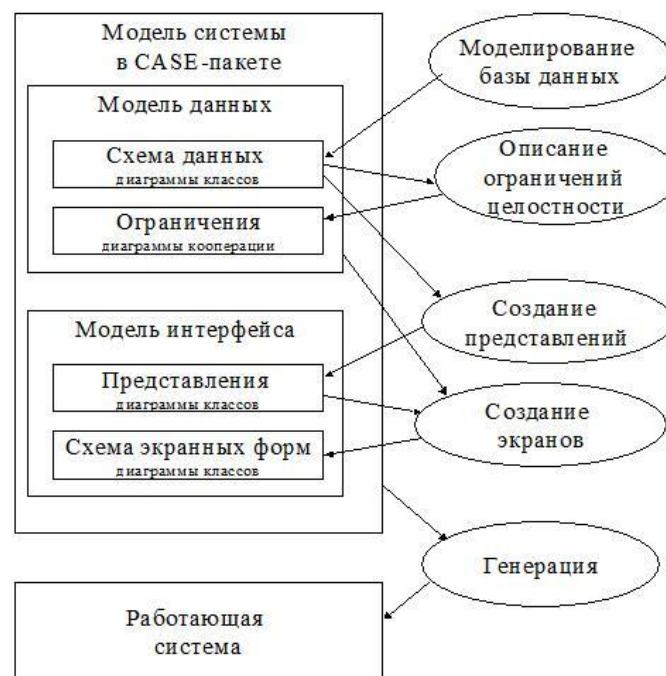 Модель системы
в CASE-пакете
Модель данных
Схема данных
диаграммы классов
Ограничения
диаграммы кооперации
Модель интерфейса
Представления
диаграммы классов
Схема экранных форм
диаграммы классов
Работающая
система
Моделирование
базы данных
Описание
ограничений
целостности
Создание
представлений
Создание
экранов
Генерация